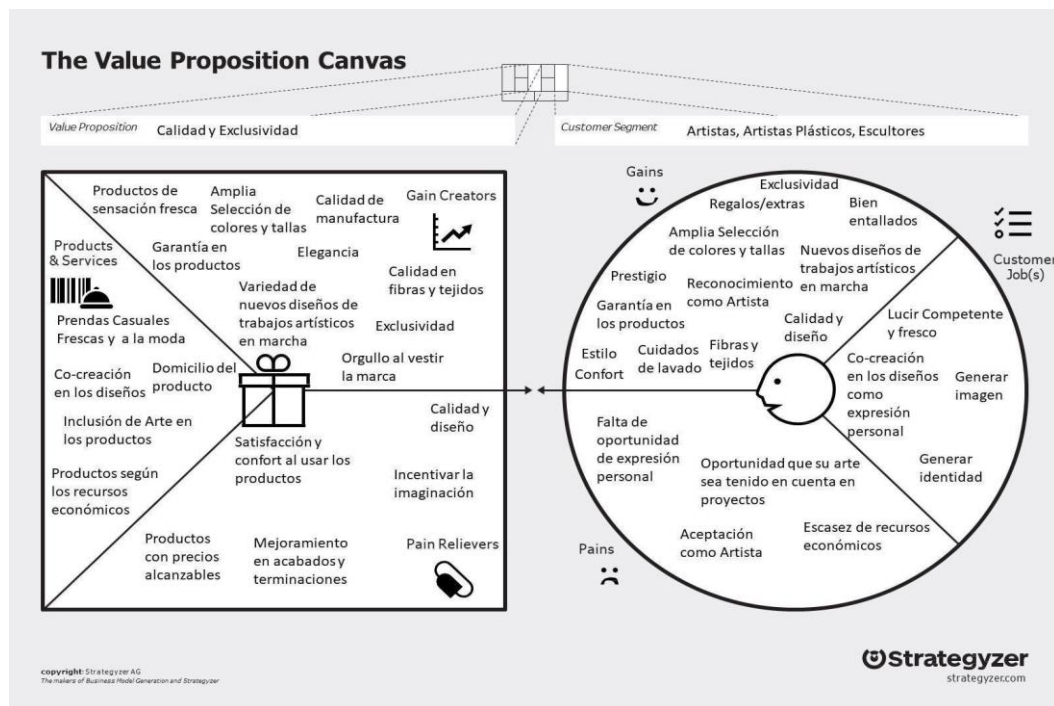 The Value Proposition Canvas
Value Proposition
Calidad y Exclusividad
Customer Segment
Artistas, Artistas Plásticos, Escultores
Productos de
sensación fresca
Amplia
Selección de
colores y tallas
Calidad de
manufactura
Gain Creators
Products
& Services
Garantía en
los productos
Elegancia
Calidad en
fibras y tejidos
Variedad de
nuevos diseños de
trabajos artísticos
en marcha
Exclusividad
Prendas Casuales
Frescas y a la moda
Orgullo al vestir
la marca
Co-creación
en los diseños
Domicilio del
producto
Inclusión de Arte en
los productos
Calidad y
diseño
Satisfacción y
confort al usar los
productos
Productos según
los recursos
económicos
Incentivar la
imaginación
Productos
con precios
alcanzables
Mejoramiento
en acabados y
terminaciones
Pain Relievers
Gains
Exclusividad
Regalos/extras
Bien
entallados
Amplia Selección
de colores y tallas
Nuevos diseños de
trabajos artísticos
en marcha
Prestigio
Reconocimiento
como Artista
Garantía en
los productos
Calidad y
diseño
Estilo
Confort
Cuidados
de lavado
Fibras y
tejidos
Customer
Job(s)
Lucir Competente
y fresco
Co-creación
en los diseños
como
expresión
personal
Generar
imagen
Generar
identidad
Falta de
oportunidad
de expresión
personal
Oportunidad que su arte
sea tenido en cuenta en
proyectos
Aceptación
como Artista
Escasez de recursos
económicos
Pains
copyright: Strategyzer AG
The makers of Business Model Generation and Strategyzer
Strategyzer
strategyzer.com